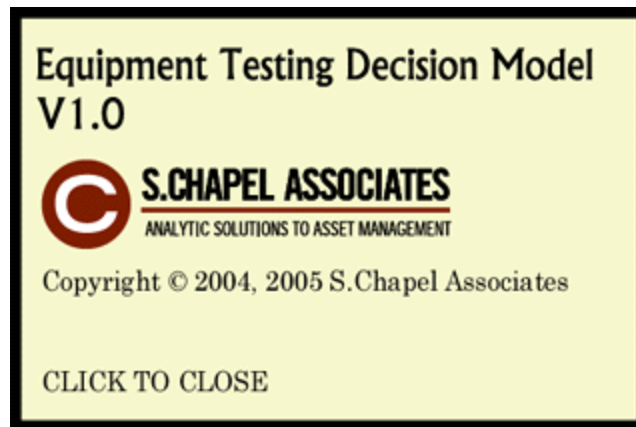 Equipment Testing Decision Model
V1.0
C
S.CHAPEL ASSOCIATES
ANALYTIC SOLUTIONS TO ASSET MANAGEMENT
Copyright © 2004, 2005 S.Chapel Associates
CLICK TO CLOSE